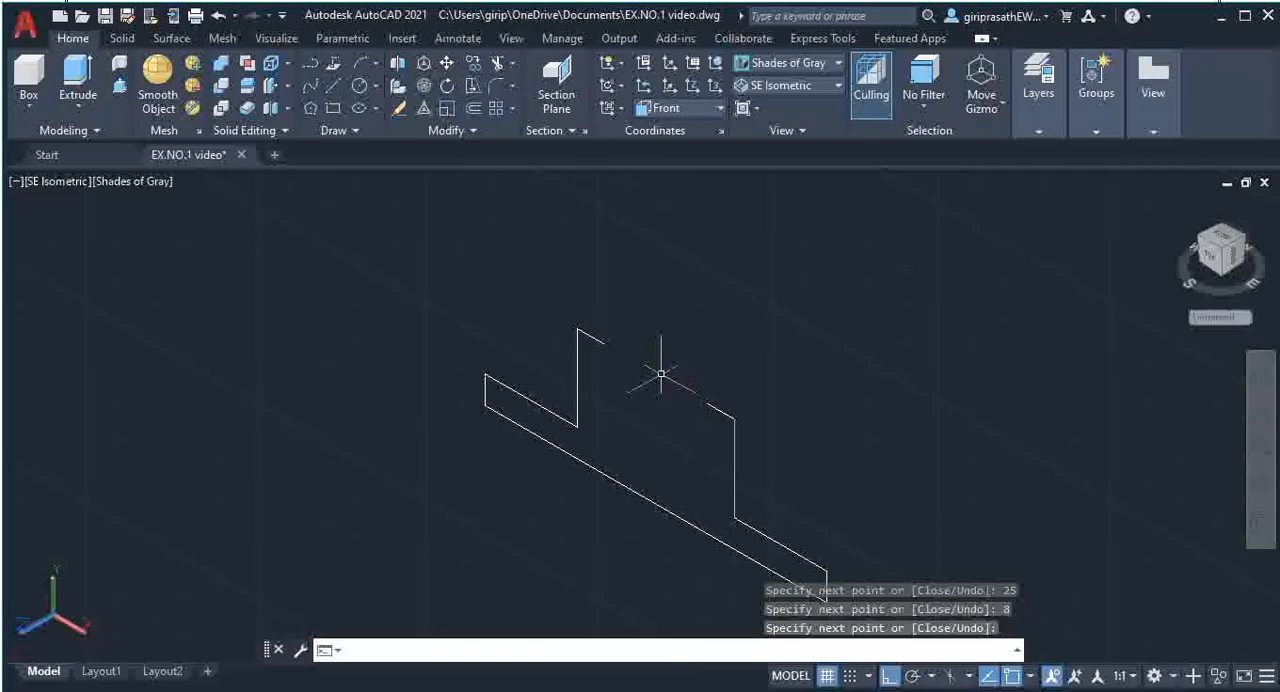 Autodesk AutoCAD 2021 C:\Users\girip\OneDrive\Documents\EX.NO.1 video.dwg Type a keyword or phrase giriprasathEW...
Home Solid Surface Mesh Visualize Parametric Insert Annotate View Manage Output Add-ins Collaborate Express Tools Featured Apps
Shades of Gray
SE Isometric
Front
Box Extrude Smooth Object Section Plane Culling No Filter Move Gizmo Layers Groups View
Modeling Mesh Solid Editing Draw Modify Section Coordinates View Selection
Start EX.NO.1 video*
[−][SE Isometric][Shades of Gray]
S E
Unnamed
Y
Specify next point or [Close/Undo]: 25
Specify next point or [Close/Undo]: 8
Specify next point or [Close/Undo]:
Model Layout1 Layout2 + MODEL 1:1